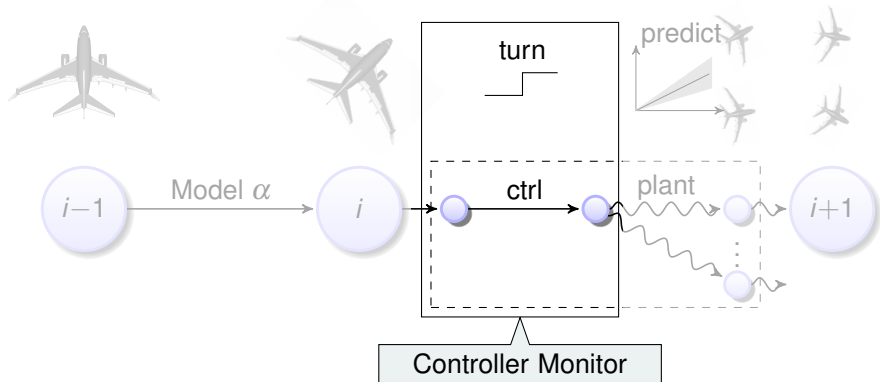 turn
predict
Model α
ctrl
plant
i−1
i
i+1
Controller Monitor